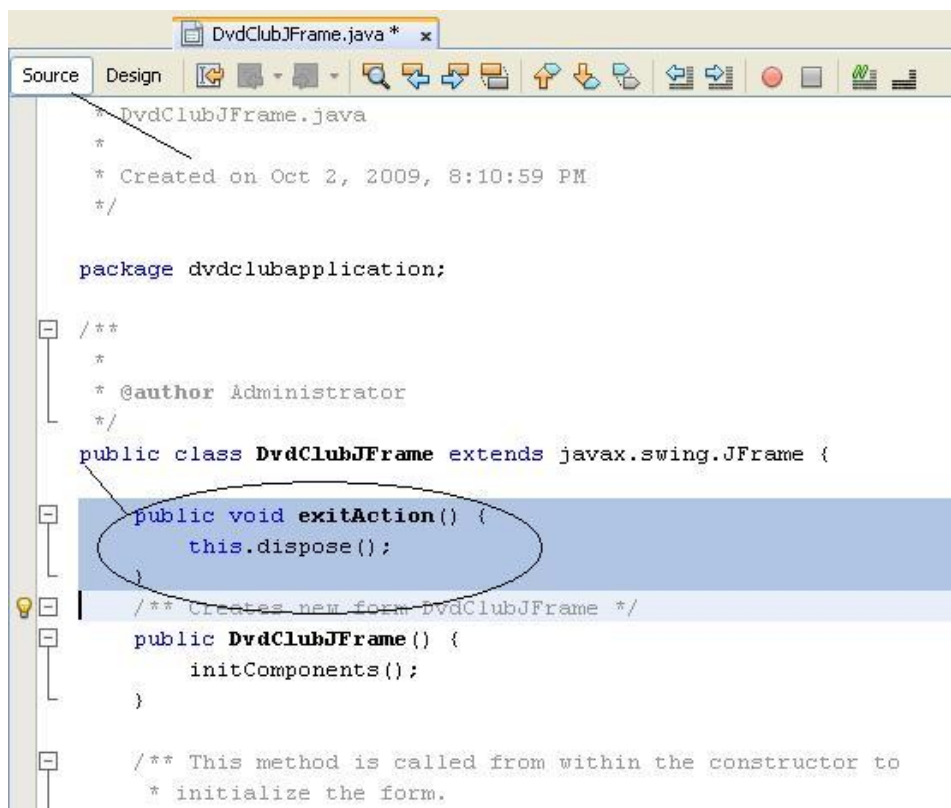 DvdClubJFrame.java * x
Source Design
* DvdClubJFrame.java
*
* Created on Oct 2, 2009, 8:10:59 PM
*/
package dvdclubapplication;
/**
*
* @author Administrator
*/
public class DvdClubJFrame extends javax.swing.JFrame {
public void exitAction() {
this.dispose();
}
/** Creates new form DvdClubJFrame */
public DvdClubJFrame() {
initComponents();
}
/** This method is called from within the constructor to
* initialize the form.